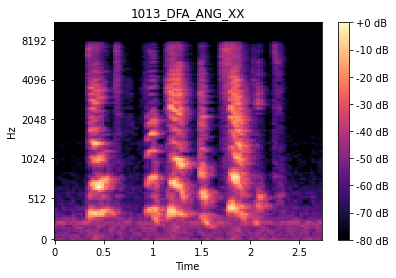 1013_DFA_ANG_XX
+0 dB
8192
-10 dB
4096
-20 dB
-30 dB
Hz
2048
-40 dB
1024
-50 dB
512
-60 dB
-70 dB
0
-80 dB
0 0.5 1 1.5 2 2.5
Time